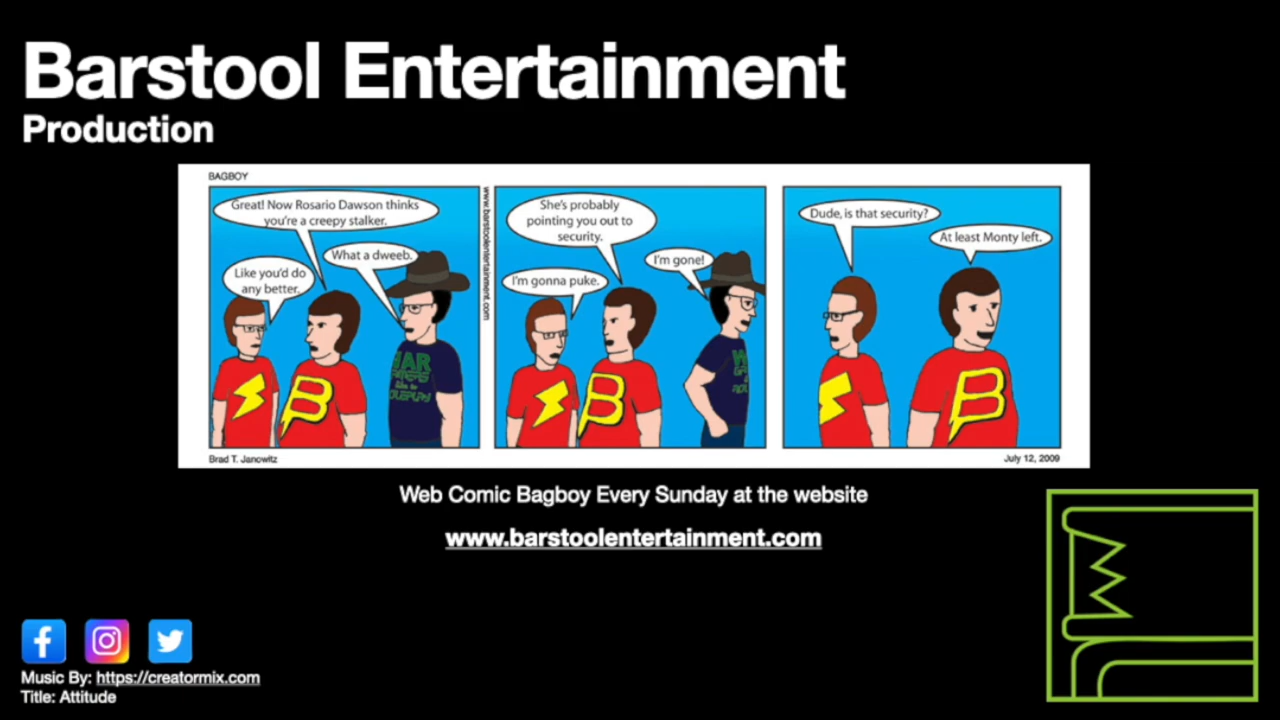 Barstool Entertainment
Production
BAGBOY
Great! Now Rosario Dawson thinks
you're a creepy stalker.
What a dweeb.
Like you'd do
any better.
www.barstoolentertainment.com
She's probably
pointing you out to
security.
I'm gonna puke.
I'm gone!
Dude, is that security?
At least Monty left.
B
B
B
Brad T. Janowitz
July 12, 2009
Web Comic Bagboy Every Sunday at the website
www.barstoolentertainment.com
Music By: https://creatormix.com
Title: Attitude